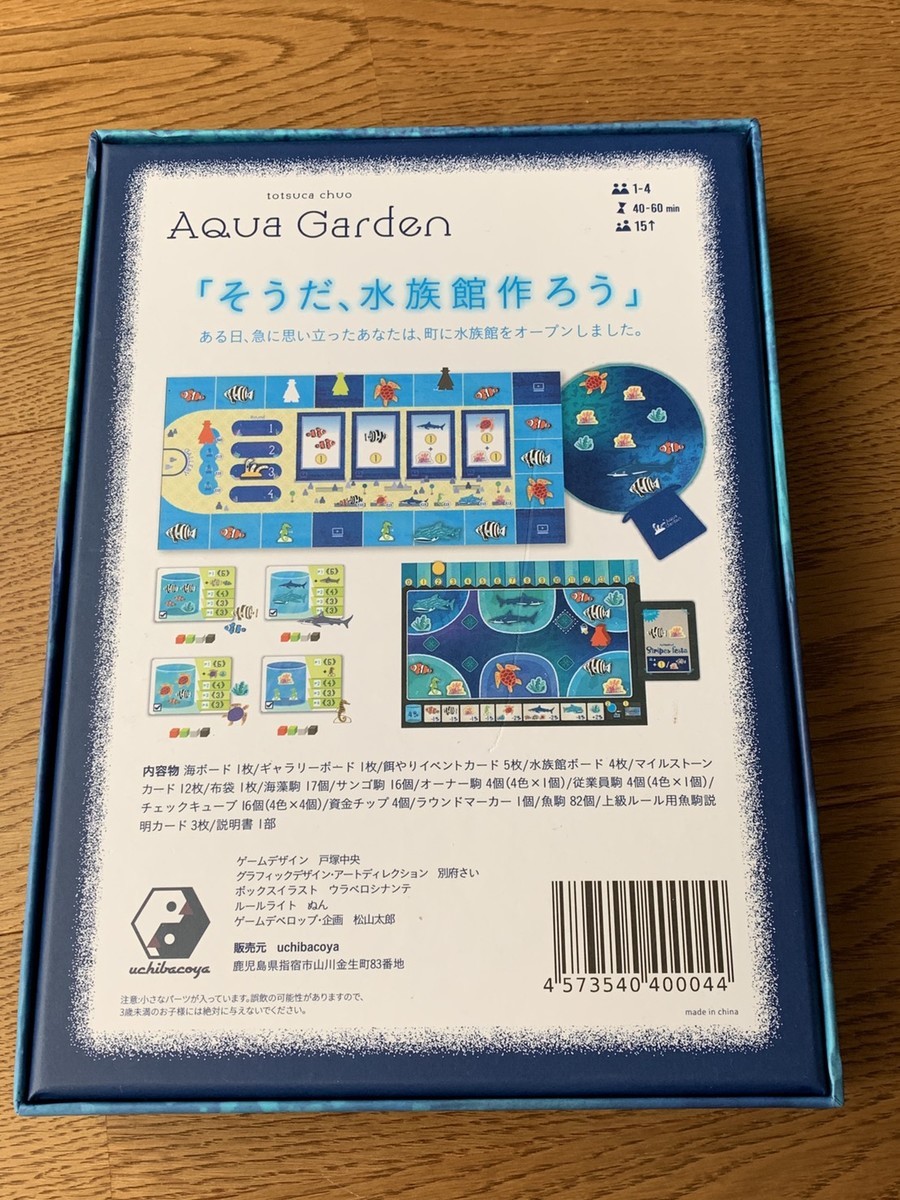 totsuca chuo
Aqua Garden
1-4
40-60 min
15↑
「そうだ、水族館作ろう」
ある日、急に思い立ったあなたは、町に水族館をオープンしました。
1
2
3
4
内容物 海ボード 1枚/ギャラリーボード 1枚/餌やりイベントカード 5枚/水族館ボード 4枚/マイルストーン
カード 12枚/布袋 1枚/海藻駒 17個/サンゴ駒 16個/オーナー駒 4個(4色×1個)/従業員駒 4個(4色×1個)/
チェックキューブ 16個(4色×4個)/資金チップ 4個/ラウンドマーカー 1個/魚駒 82個/上級ルール用魚駒説
明カード 3枚/説明書 1部
ゲームデザイン 戸塚中央
グラフィックデザイン・アートディレクション 別府さい
ボックスイラスト ウラベロシナンテ
ルールライト ぬん
ゲームデベロップ・企画 松山太郎
販売元 uchibacoya
鹿児島県指宿市山川金生町83番地
uchibacoya
注意:小さなパーツが入っています。誤飲の可能性がありますので、
3歳未満のお子様には絶対に与えないでください。
4 573540 400044
made in china